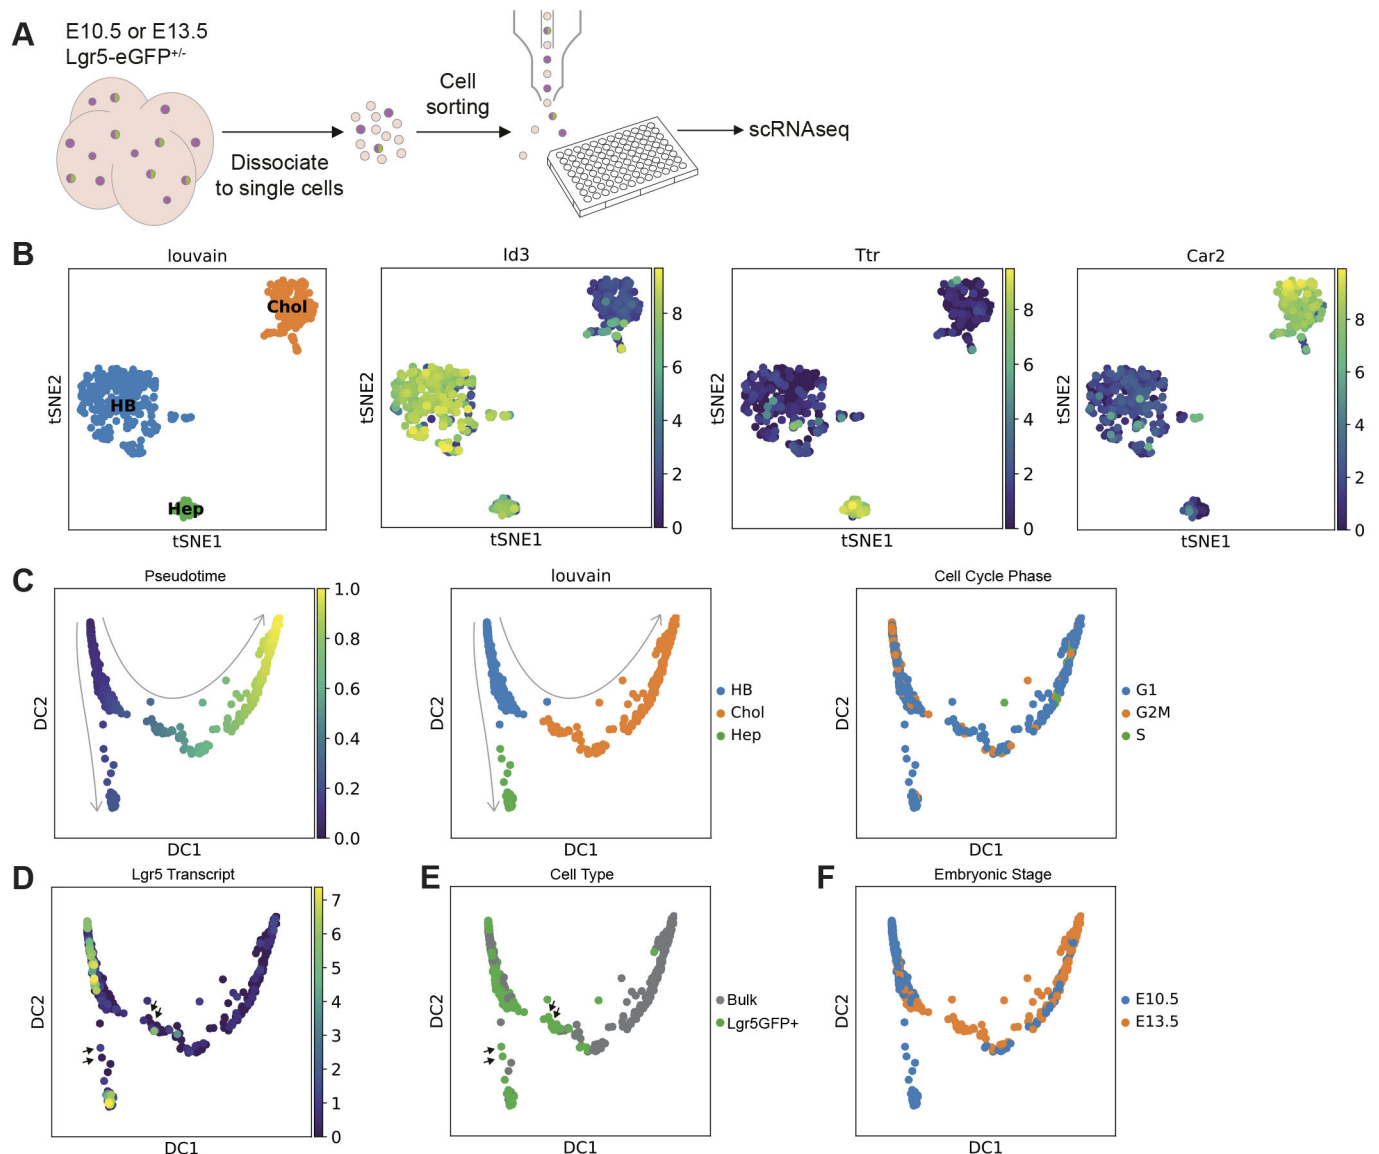 A
E10.5 or E13.5
Lgr5-eGFP+/-
Dissociate
to single cells
Cell
sorting
scRNAseq
B
louvain
Chol
HB
Hep
tSNE2
tSNE1
Id3
8
6
4
2
0
tSNE2
tSNE1
Ttr
8
6
4
2
0
tSNE2
tSNE1
Car2
8
6
4
2
0
tSNE2
tSNE1
C
Pseudotime
1.0
0.8
0.6
0.4
0.2
0.0
DC2
DC1
louvain
HB
Chol
Hep
DC2
DC1
Cell Cycle Phase
G1
G2M
S
DC2
DC1
D
Lgr5 Transcript
7
6
5
4
3
2
1
0
DC2
DC1
E
Cell Type
Bulk
Lgr5GFP+
DC2
DC1
F
Embryonic Stage
E10.5
E13.5
DC2
DC1